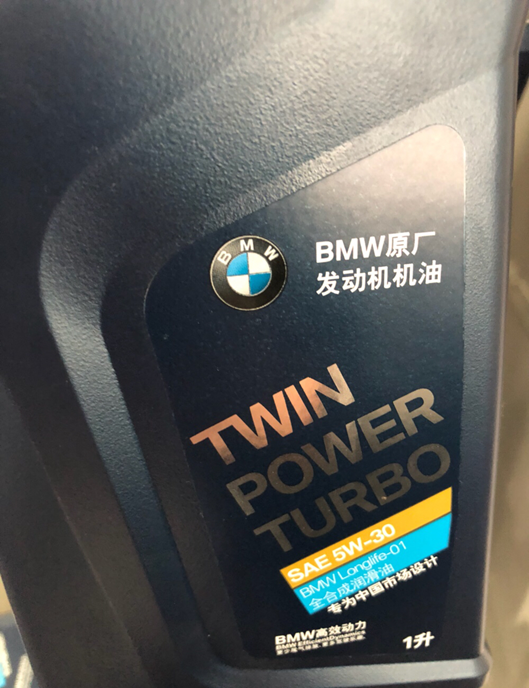 BMW
BMW原厂
发动机机油
TWIN
POWER
TURBO
SAE 5W-30
BMW Longlife-01
全合成润滑油
专为中国市场设计
BMW高效动力
BMW EfficientDynamics
1升